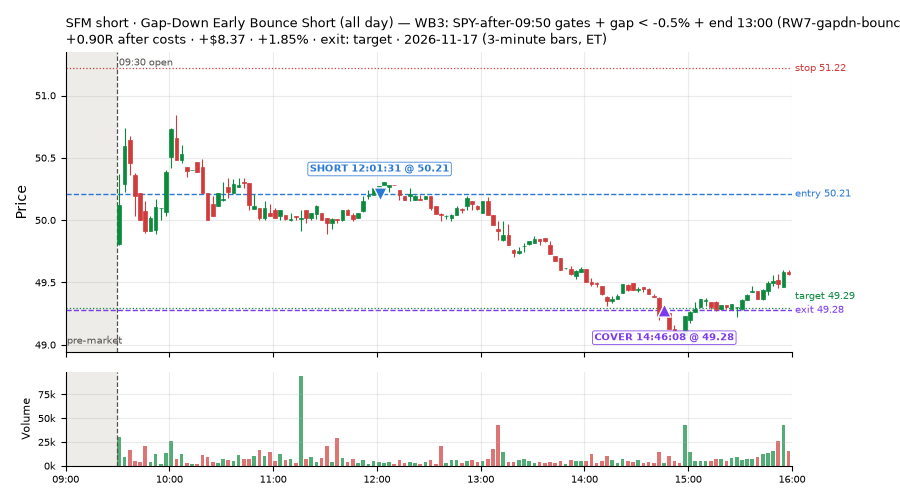 SFM short · Gap-Down Early Bounce Short (all day) — WB3: SPY-after-09:50 gates + gap < -0.5% + end 13:00 (RW7-gapdn-bounc
+0.90R after costs · +$8.37 · +1.85% · exit: target · 2026-11-17 (3-minute bars, ET)
09:30 open
stop 51.22
51.0
50.5
SHORT 12:01:31 @ 50.21
entry 50.21
Price
50.0
49.5
target 49.29
exit 49.28
COVER 14:46:08 @ 49.28
pre-market
49.0
Volume
75k
50k
25k
0k
09:00
10:00
11:00
12:00
13:00
14:00
15:00
16:00